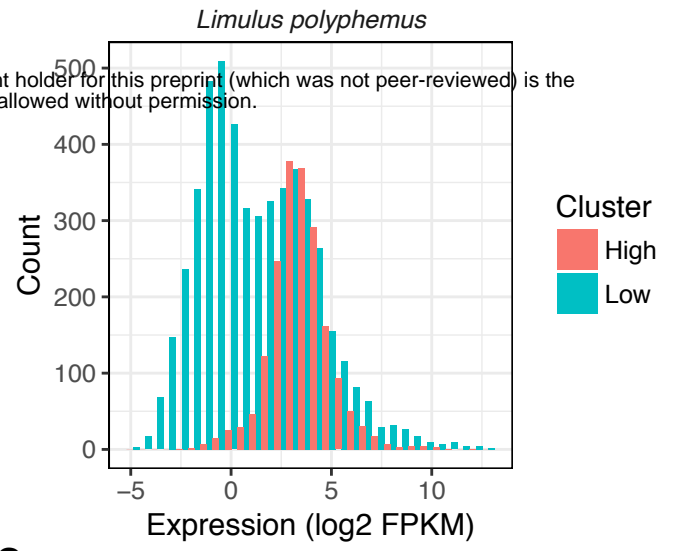 Limulus polyphemus
500
t holder for this preprint (which was not peer-reviewed) is the
allowed without permission.
400
300
200
100
0
Count
−5 0 5 10
Expression (log2 FPKM)
Cluster
High
Low